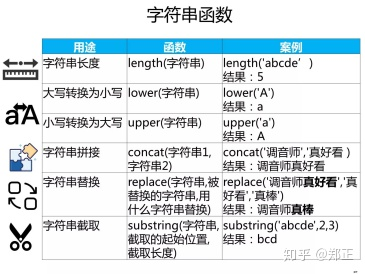 字符串函数
用途 函数 案例
字符串长度 length(字符串) length('abcde')
结果：5
大写转换为小写 lower(字符串) lower('A')
结果：a
小写转换为大写 upper(字符串) upper('a')
结果：A
字符串拼接 concat(字符串1, concat('调音师','真好看 )
字符串2) 结果：调音师真好看
字符串替换 replace(字符串,被 replace('调音师真好看','真
替换的字符串,用 好看','真棒')
什么字符串替换) 结果：调音师真棒
字符串截取 substring(字符串, substring('abcde',2,3)
截取的起始位置, 结果：bcd
截取长度)
aA
知乎 @郑正